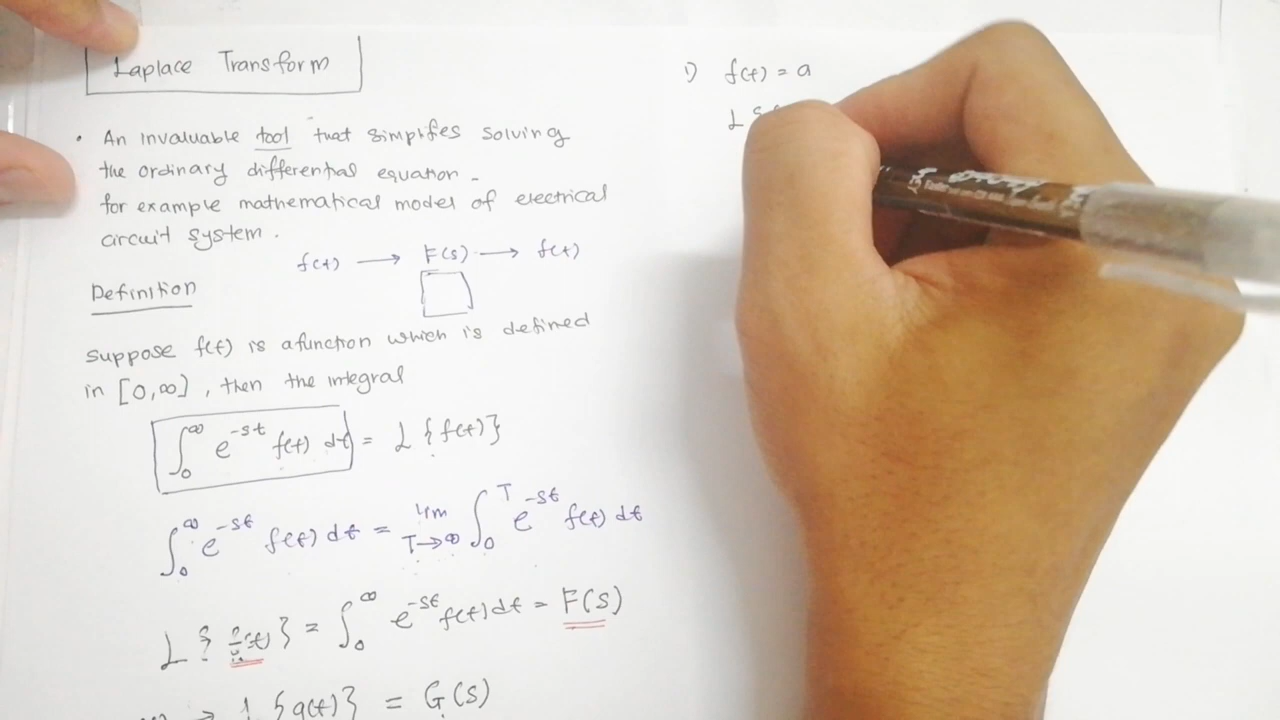 Laplace Transform
• An invaluable tool that simplifes solving
the ordinary differential equation -
for example mathematical model of electrical
circuit system.
f(t) → F(s) → f(t)
Definition
suppose f(t) is a function which is defined
in [0,∞], then the integral
∫₀^∞ e^{-st} f(t) dt = L{f(t)}
∫₀^∞ e^{-st} f(t) dt = lim_{T→∞} ∫₀^T e^{-st} f(t) dt
∫₀^∞ e^{-st} f(t) dt = F(s)
L{g(t)} = G(s)
1) f(t) = a
L{